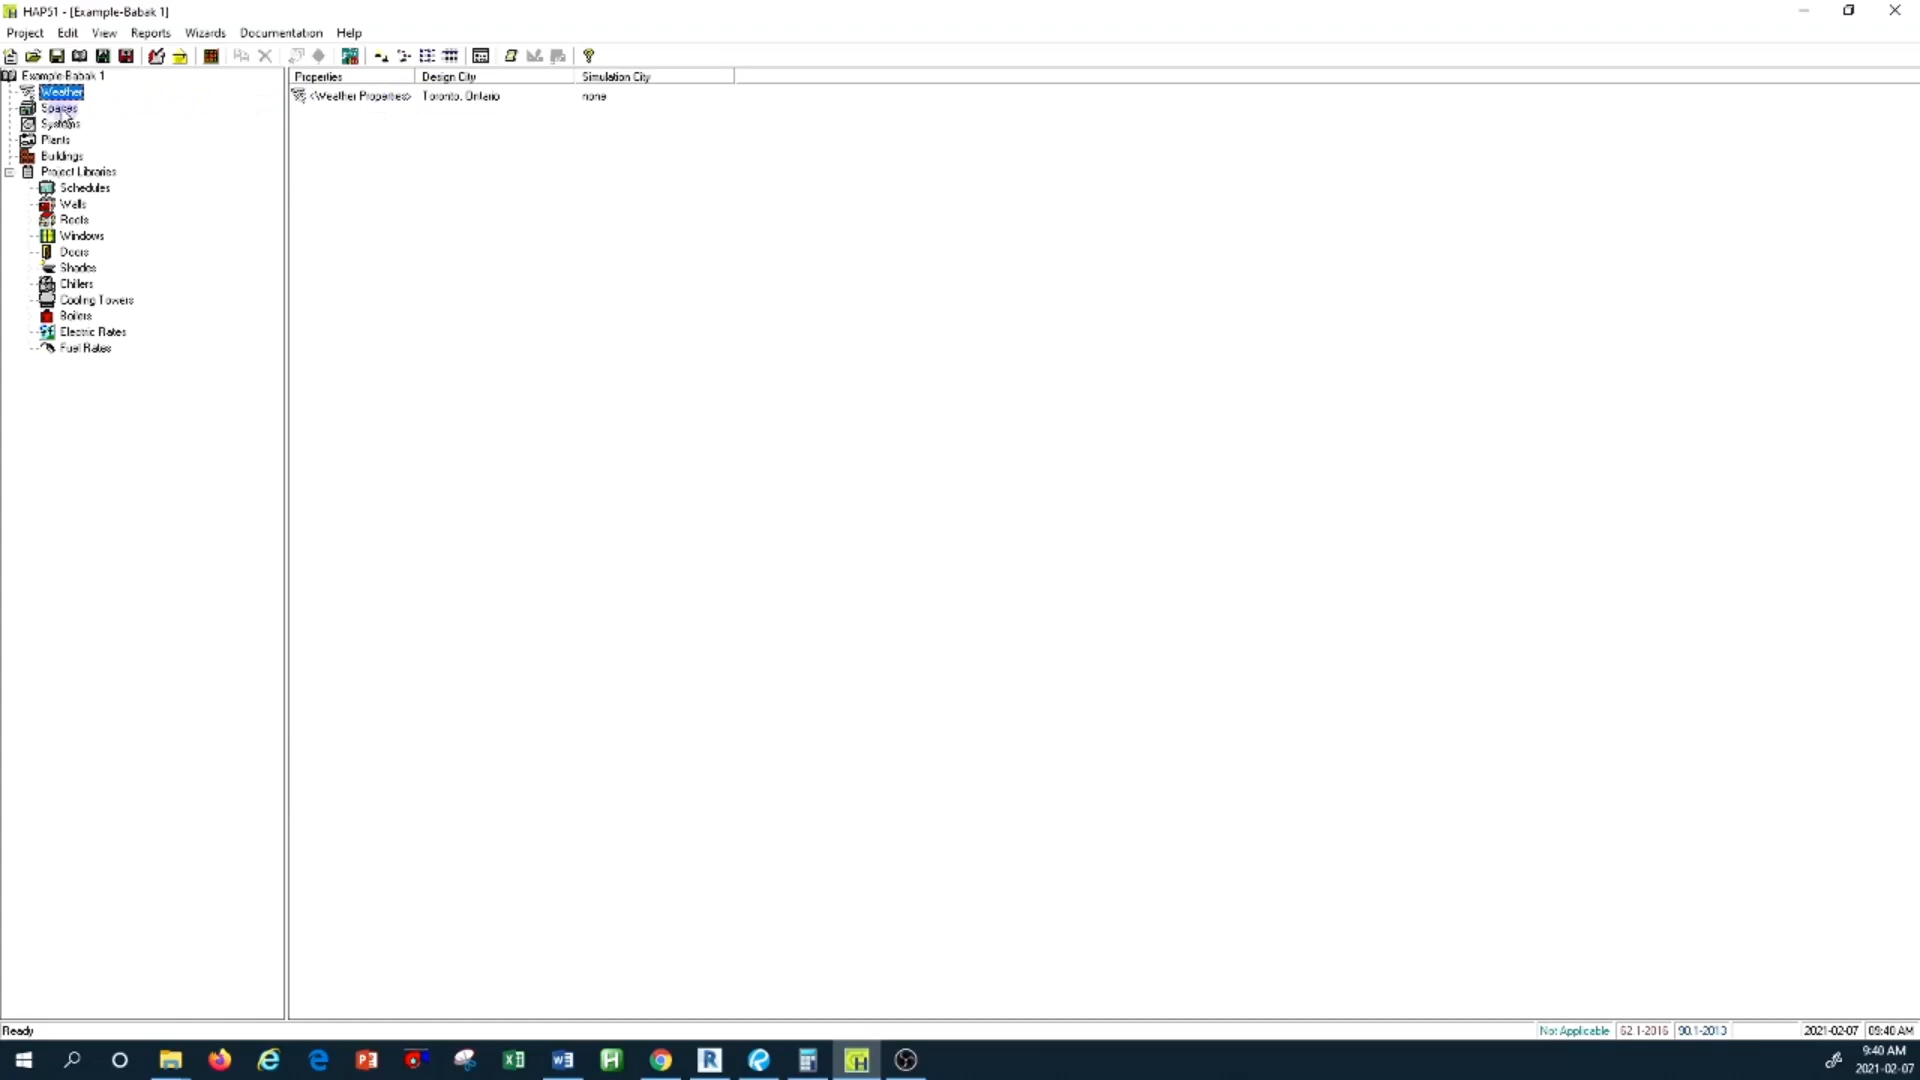 HAP51 - [Example-Babak 1]
Project Edit View Reports Wizards Documentation Help
Example-Babak 1
Weather
Spaces
Systems
Plants
Buildings
Project Libraries
Schedules
Walls
Roofs
Windows
Doors
Shades
Chillers
Cooling Towers
Boilers
Electric Rates
Fuel Rates
Properties Design City Simulation City
<Weather Properties> Toronto, Ontario none
Ready
Not Applicable 62.1-2016 90.1-2013 2021-02-07 09:40 AM
9:40 AM
2021-02-07